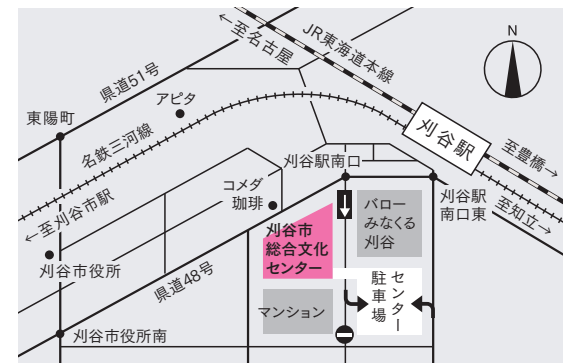 ←至名古屋
JR東海道本線
N
県道51号
アピタ
東陽町
名鉄三河線
刈谷駅
至豊橋→
刈谷駅南口
←至刈谷市駅
コメダ
珈琲
バロー
みなくる
刈谷
刈谷駅
南口東
至知立→
刈谷市
総合文化
センター
刈谷市役所
県道48号
センター
駐車場
マンション
刈谷市役所南